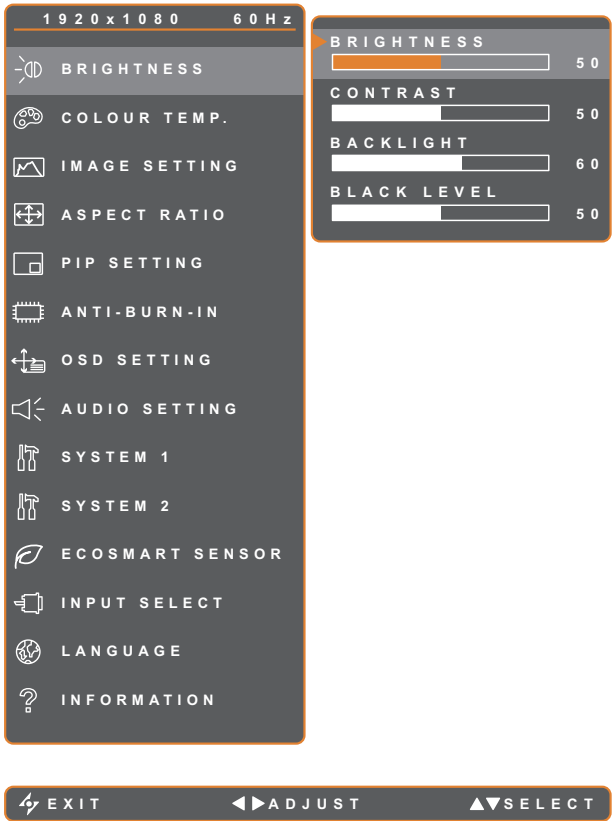 1920x1080 60Hz
BRIGHTNESS
COLOUR TEMP.
IMAGE SETTING
ASPECT RATIO
PIP SETTING
ANTI-BURN-IN
OSD SETTING
AUDIO SETTING
SYSTEM 1
SYSTEM 2
ECOSMART SENSOR
INPUT SELECT
LANGUAGE
INFORMATION
BRIGHTNESS
50
CONTRAST
50
BACKLIGHT
60
BLACK LEVEL
50
EXIT ◀▶ADJUST ▲▼SELECT